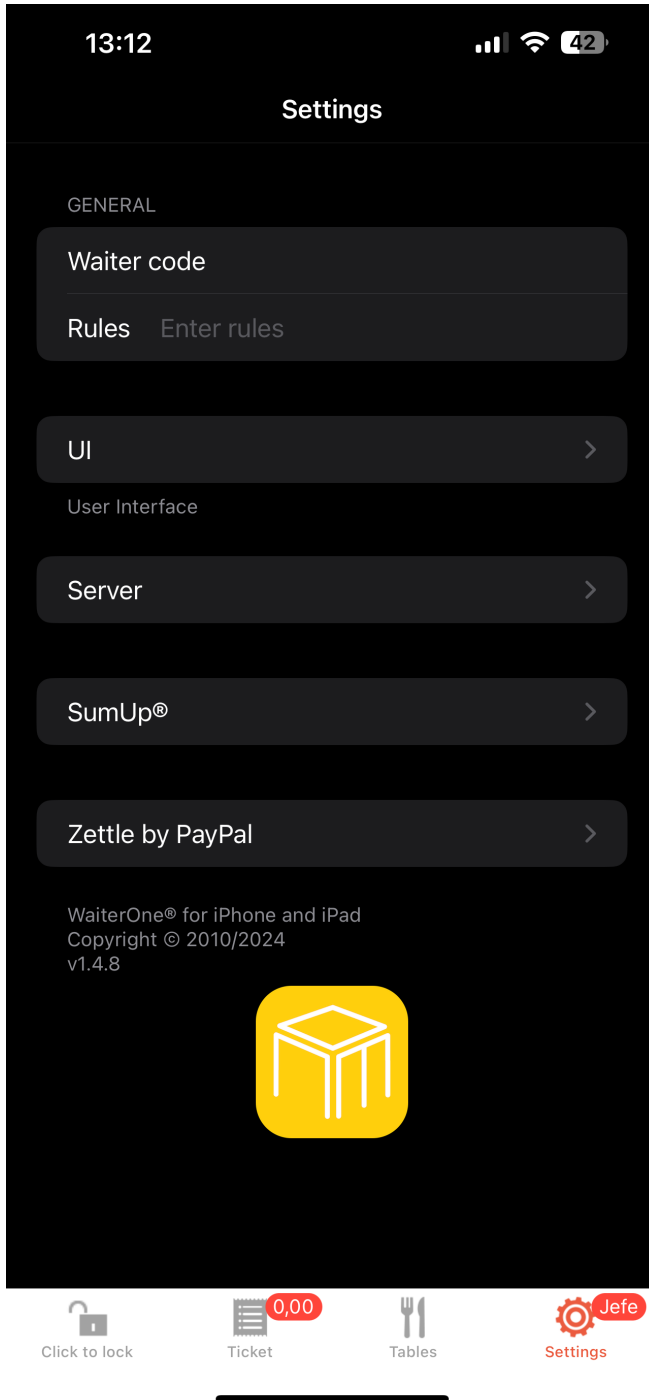 13:12
42
Settings
GENERAL
Waiter code
Rules Enter rules
UI
User Interface
Server
SumUp®
Zettle by PayPal
WaiterOne® for iPhone and iPad
Copyright © 2010/2024
v1.4.8
0,00
Jefe
Click to lock
Ticket
Tables
Settings